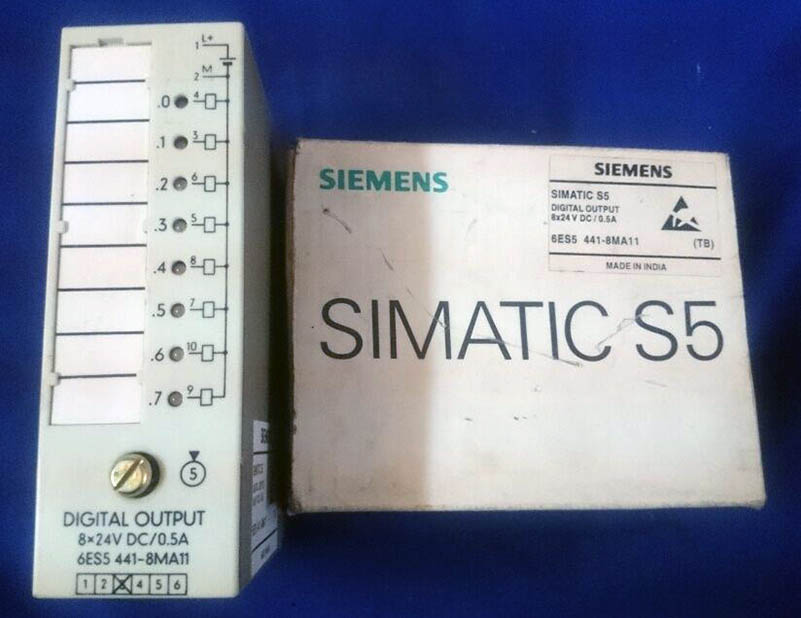 1 L+
2 M
.0 4
.1 3
.2 6
.3 5
.4 8
.5 7
.6 10
.7 9
5
DIGITAL OUTPUT
8×24V DC/0.5A
6ES5 441-8MA11
1 2 3 4 5 6
SIEMENS
SIMATIC S5
SIEMENS
SIMATIC S5
DIGITAL OUTPUT
8x24 V DC / 0.5A
6ES5 441-8MA11 (TB)
MADE IN INDIA